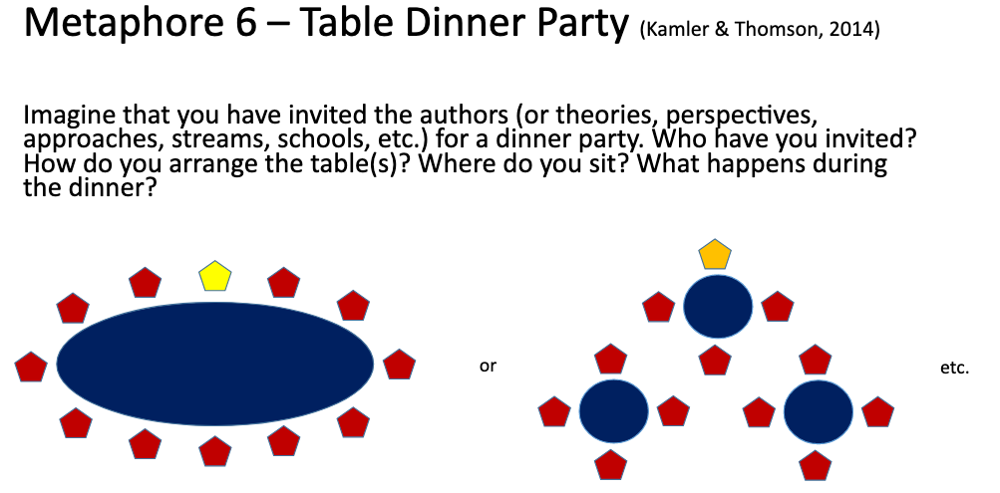 Metaphore 6 – Table Dinner Party (Kamler & Thomson, 2014)
Imagine that you have invited the authors (or theories, perspectives,
approaches, streams, schools, etc.) for a dinner party. Who have you invited?
How do you arrange the table(s)? Where do you sit? What happens during
the dinner?
or
etc.